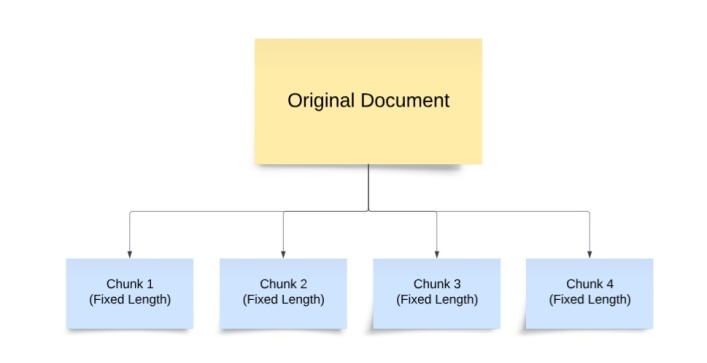 Original Document
Chunk 1
(Fixed Length)
Chunk 2
(Fixed Length)
Chunk 3
(Fixed Length)
Chunk 4
(Fixed Length)